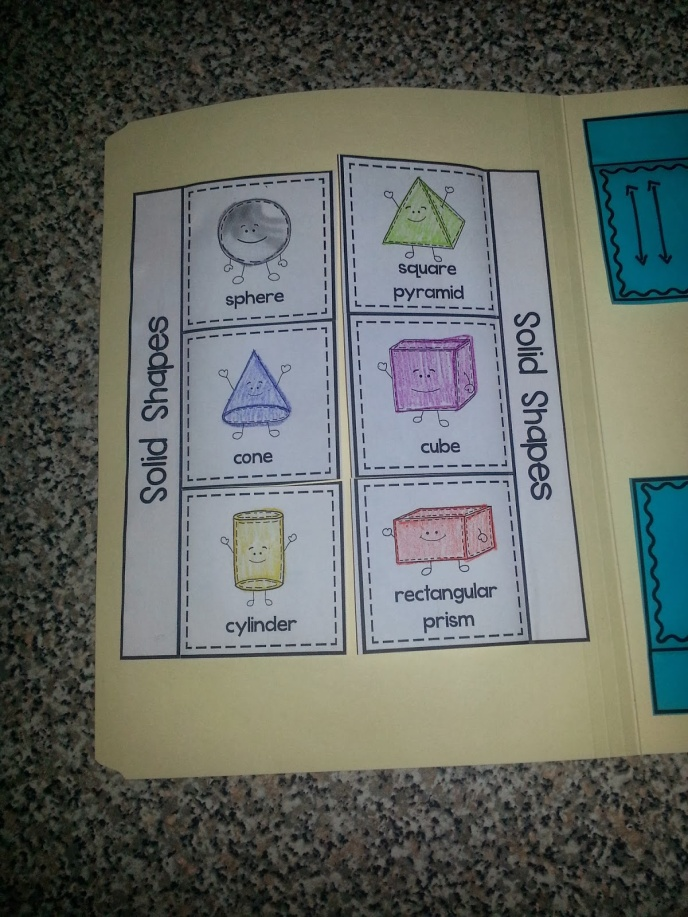 Solid Shapes
sphere
cone
cylinder
square
pyramid
cube
rectangular
prism
Solid Shapes